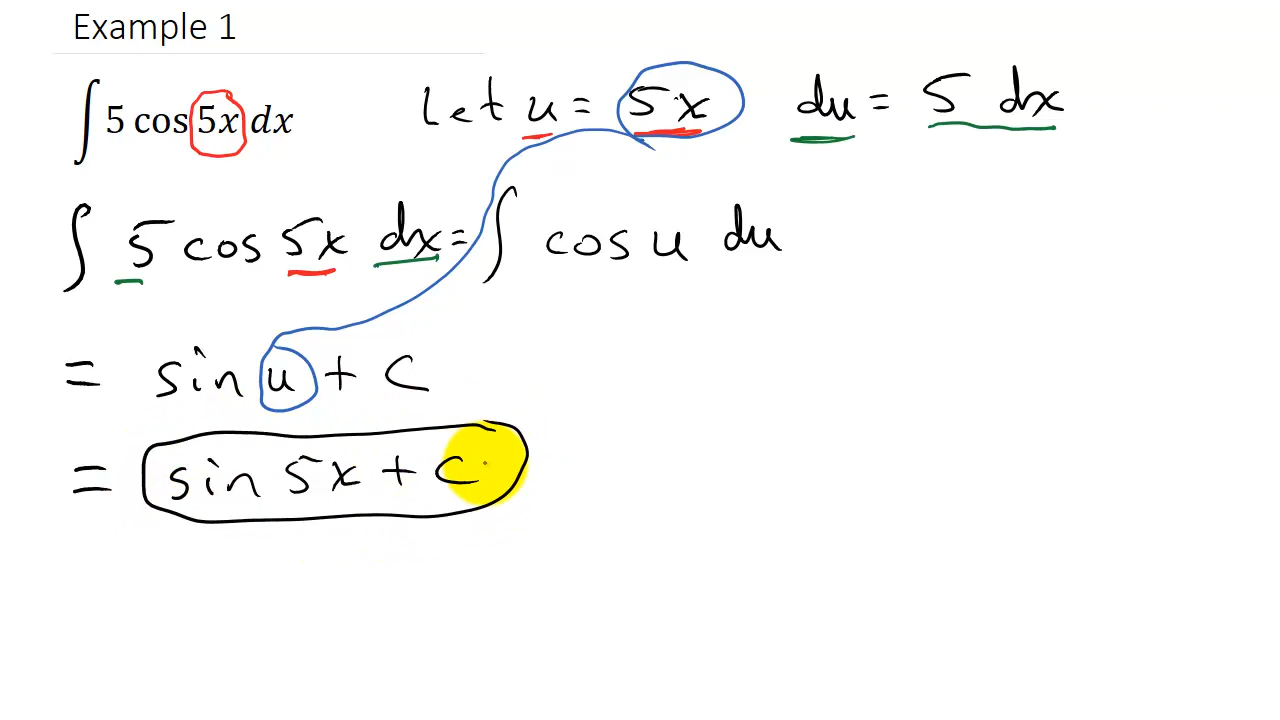 Example 1
∫ 5 cos 5x dx Let u = 5x du = 5 dx
∫ 5 cos 5x dx = ∫ cos u du
= sin u + C
= sin 5x + C